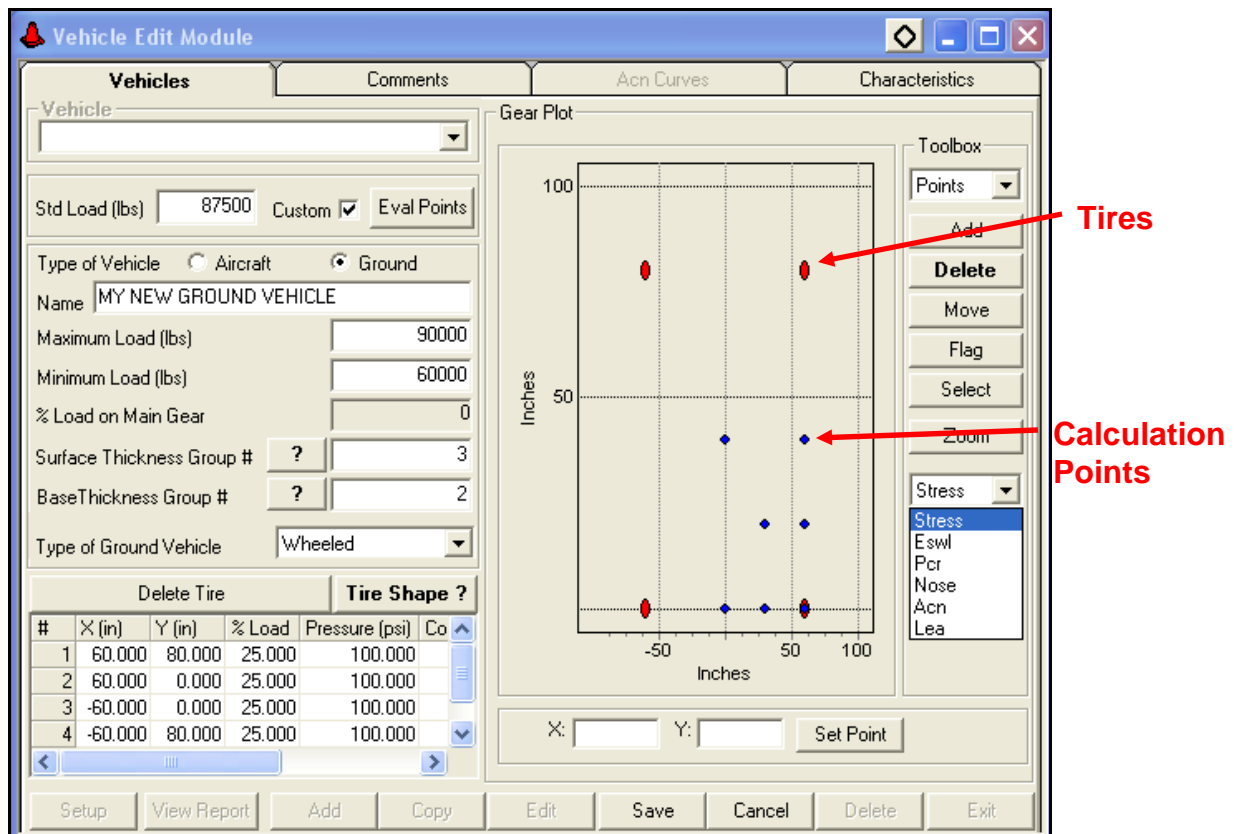 Vehicle Edit Module
Vehicles Comments Acn Curves Characteristics
Vehicle
Std Load (lbs) 87500 Custom Eval Points
Type of Vehicle Aircraft Ground
Name MY NEW GROUND VEHICLE
Maximum Load (lbs) 90000
Minimum Load (lbs) 60000
% Load on Main Gear 0
Surface Thickness Group # ? 3
BaseThickness Group # ? 2
Type of Ground Vehicle Wheeled
Delete Tire Tire Shape ?
# X (in) Y (in) % Load Pressure (psi) Co
1 60.000 80.000 25.000 100.000
2 60.000 0.000 25.000 100.000
3 -60.000 0.000 25.000 100.000
4 -60.000 80.000 25.000 100.000
Gear Plot
100
50
Inches
-50 50 100
Inches
X: Y: Set Point
Toolbox
Points
Add
Delete
Move
Flag
Select
Zoom
Stress
Stress
Eswl
Pcr
Nose
Acn
Lea
Tires
Calculation
Points
Setup View Report Add Copy Edit Save Cancel Delete Exit